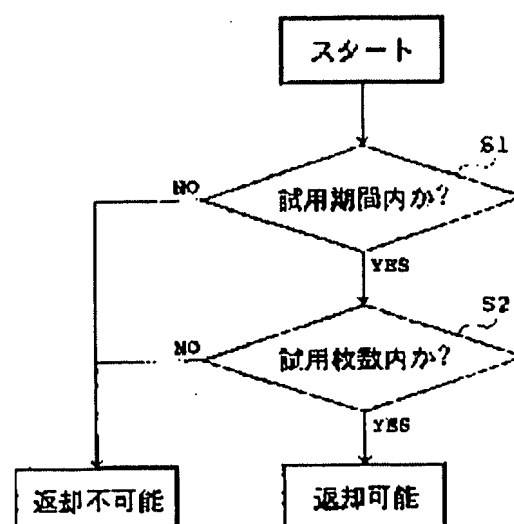 スタート
S1
NO
試用期間内か?
YES
S2
NO
試用枚数内か?
YES
返却不可能
返却可能